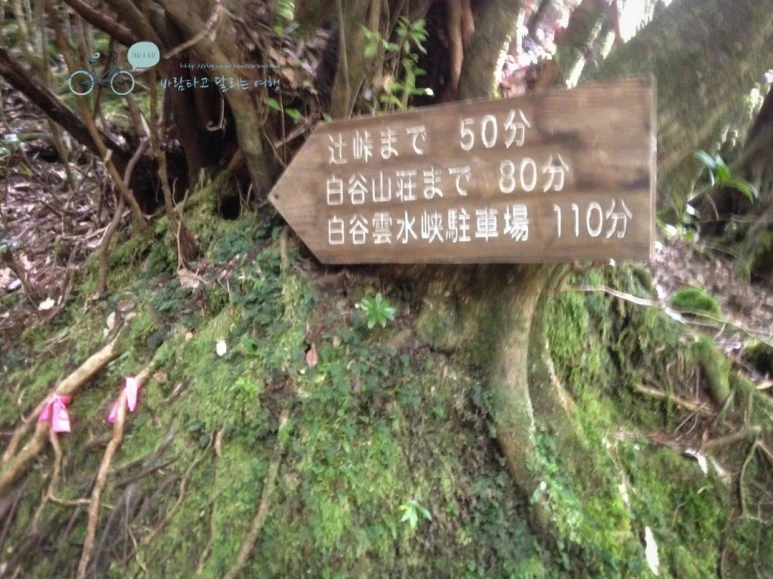 바람타고 달리는 여행
辻峠まで 50分
白谷山荘まで 80分
白谷雲水峡駐車場 110分